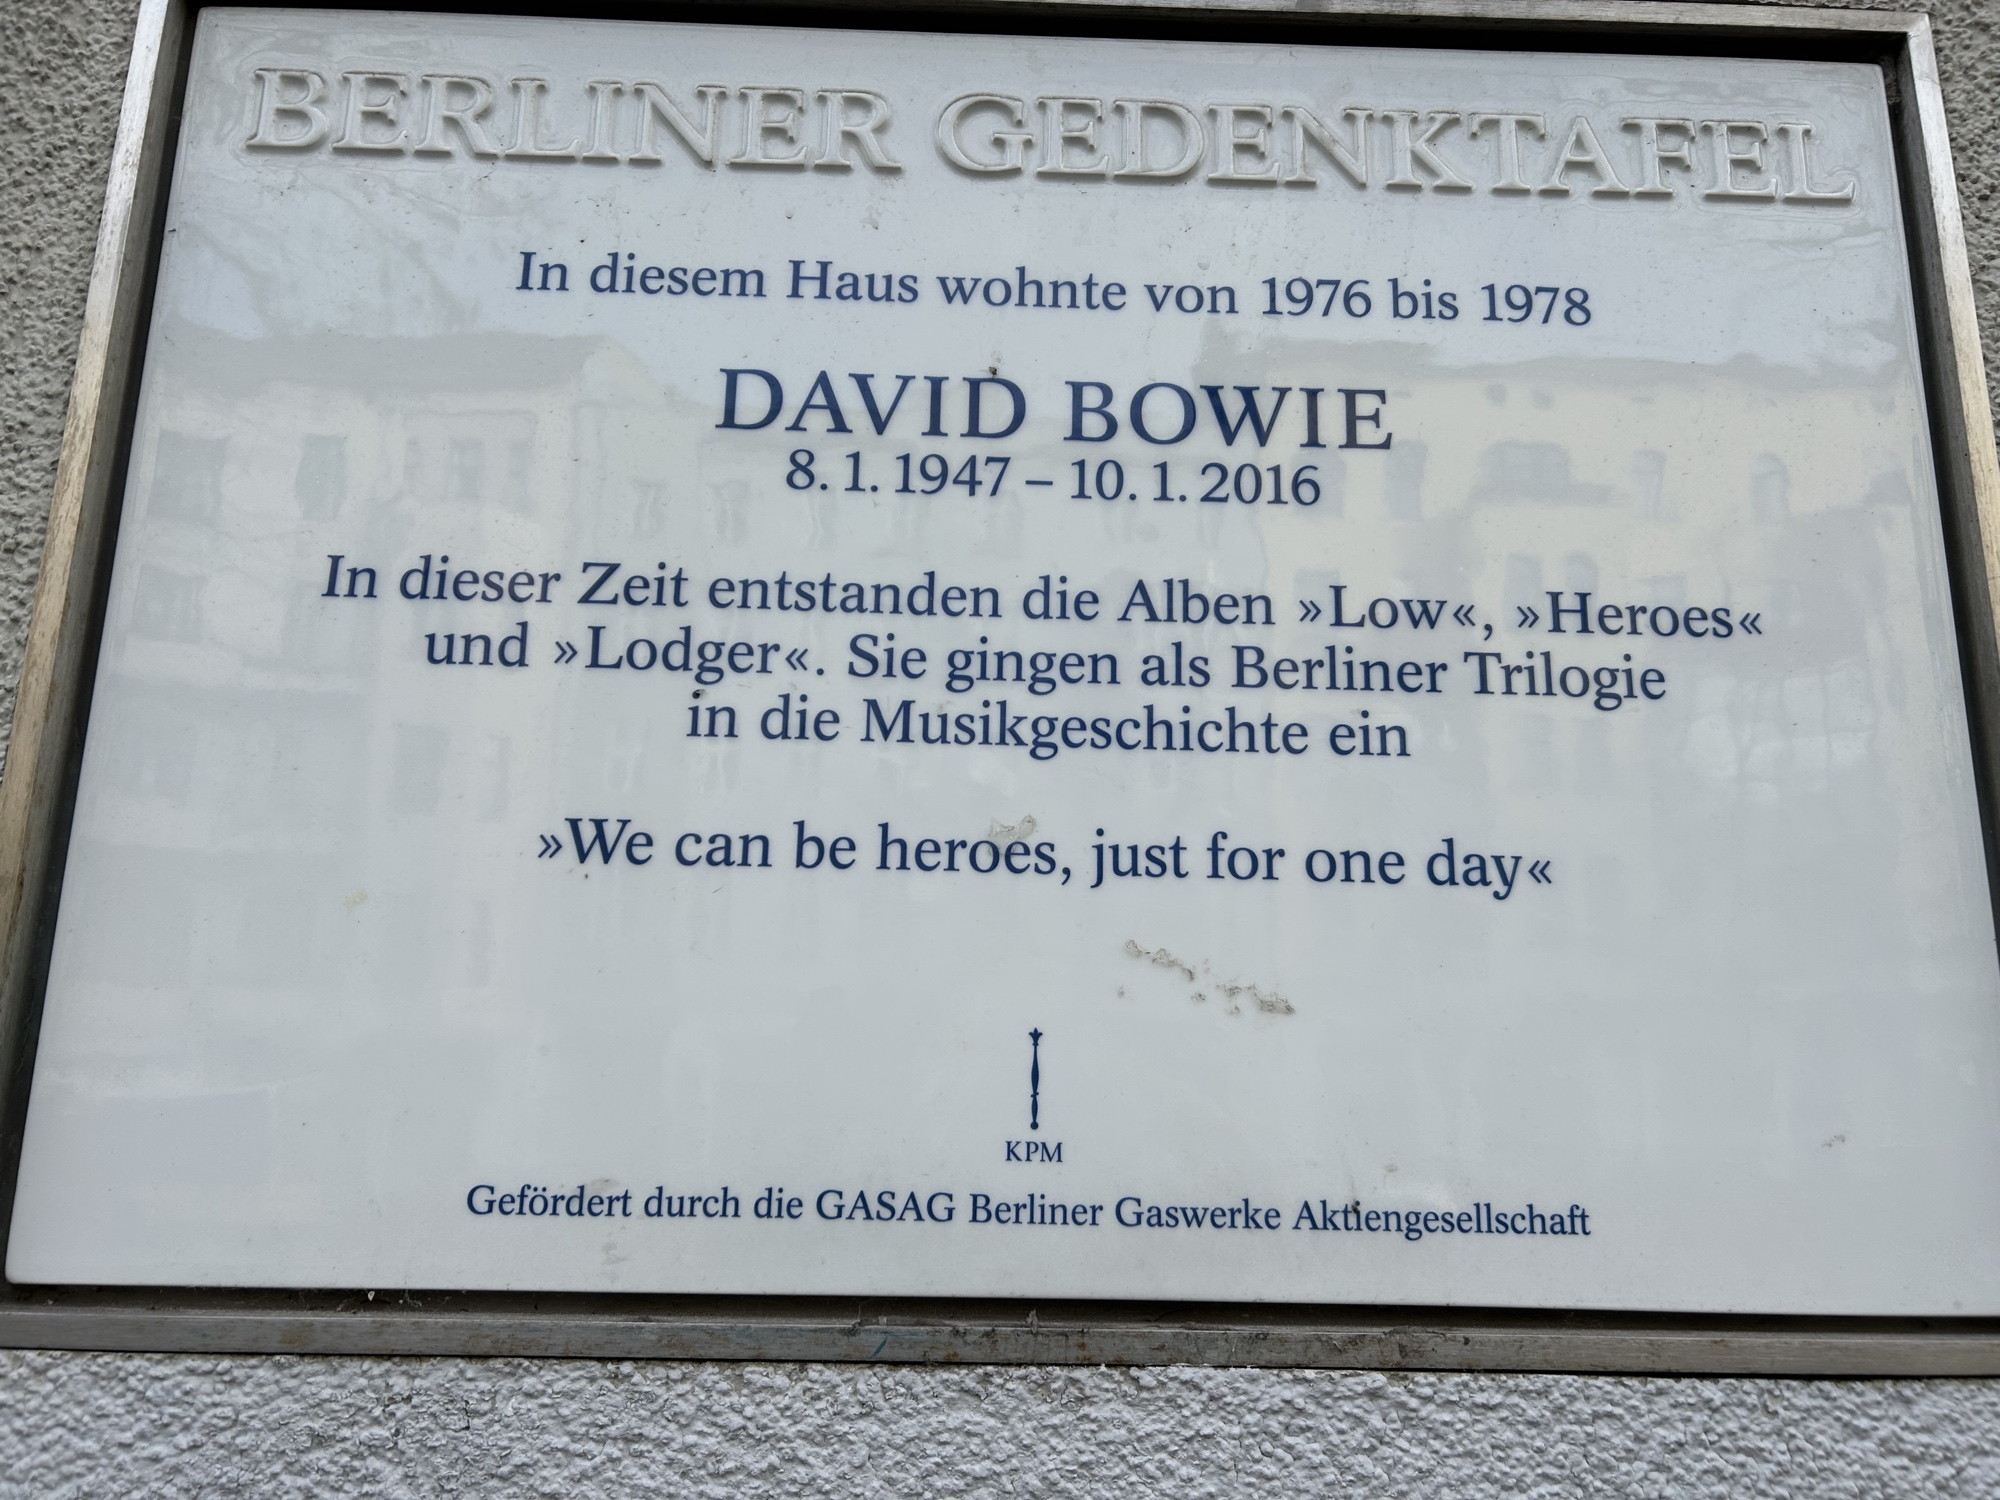 BERLINER GEDENKTAFEL
In diesem Haus wohnte von 1976 bis 1978
DAVID BOWIE
8. 1. 1947 – 10. 1. 2016
In dieser Zeit entstanden die Alben »Low«, »Heroes«
und »Lodger«. Sie gingen als Berliner Trilogie
in die Musikgeschichte ein
»We can be heroes, just for one day«
KPM
Gefördert durch die GASAG Berliner Gaswerke Aktiengesellschaft